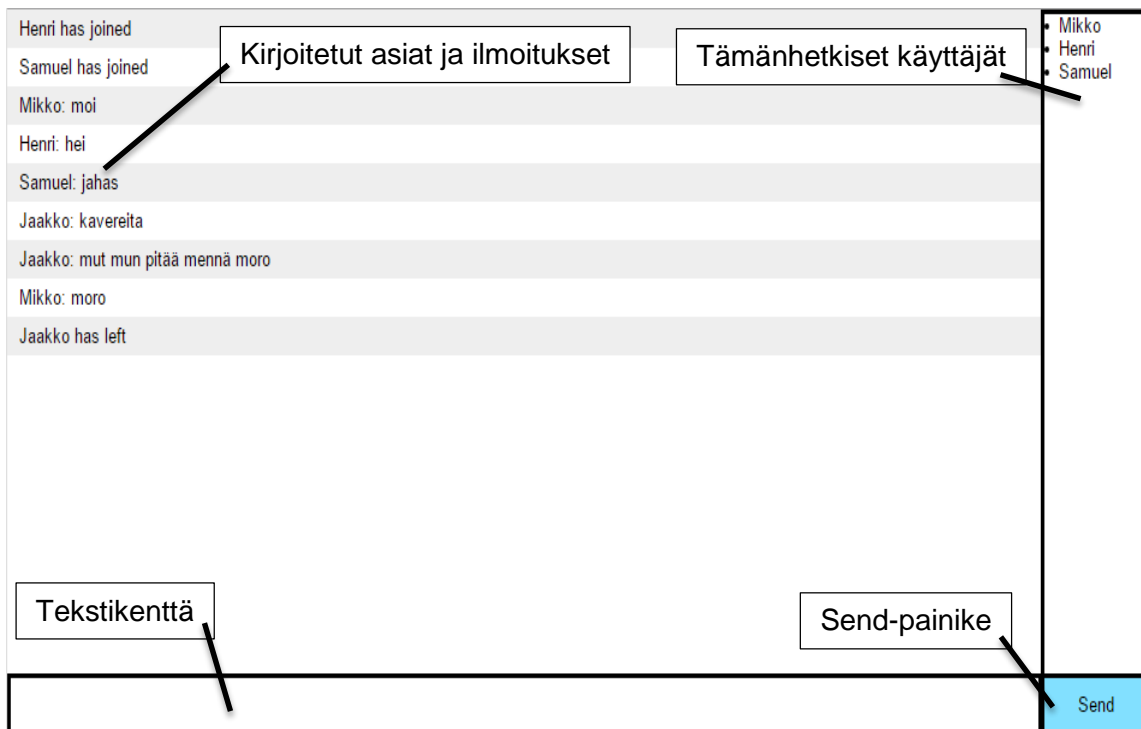 Henri has joined
Samuel has joined
Mikko: moi
Henri: hei
Samuel: jahas
Jaakko: kavereita
Jaakko: mut mun pitää mennä moro
Mikko: moro
Jaakko has left
Kirjoitetut asiat ja ilmoitukset
Tämänhetkiset käyttäjät
• Mikko
• Henri
• Samuel
Tekstikenttä
Send-painike
Send